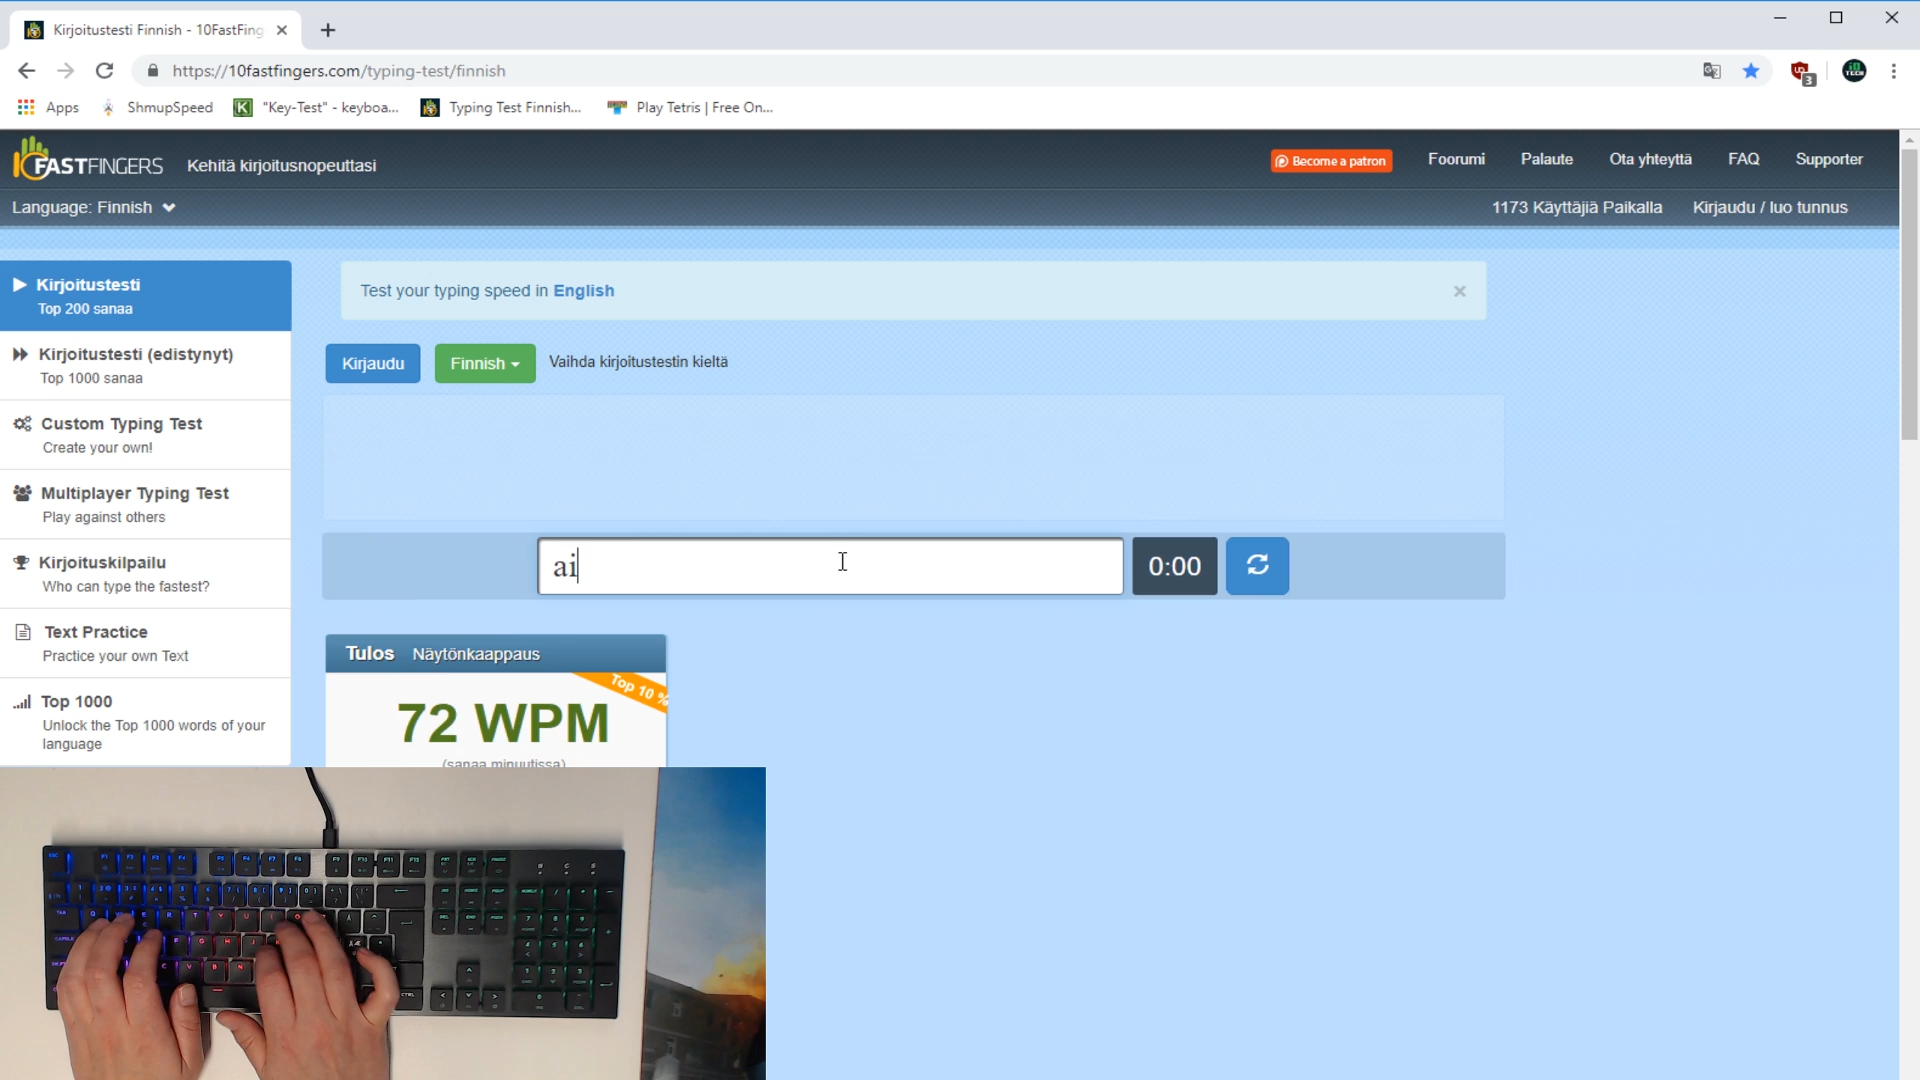 Kirjoitustesti Finnish - 10FastFing
https://10fastfingers.com/typing-test/finnish
3
Apps ShmupSpeed "Key-Test" - keyboa... Typing Test Finnish... Play Tetris | Free On...
10FASTFINGERS Kehitä kirjoitusnopeuttasi
Become a patron Foorumi Palaute Ota yhteyttä FAQ Supporter
Language: Finnish 1173 Käyttäjiä Paikalla Kirjaudu / luo tunnus
Kirjoitustesti
Top 200 sanaa
Kirjoitustesti (edistynyt)
Top 1000 sanaa
Custom Typing Test
Create your own!
Multiplayer Typing Test
Play against others
Kirjoituskilpailu
Who can type the fastest?
Text Practice
Practice your own Text
Top 1000
Unlock the Top 1000 words of your
language
Test your typing speed in English ×
Kirjaudu Finnish Vaihda kirjoitustestin kieltä
ai 0:00
Tulos Näytönkaappaus
Top 10 %
72 WPM
(sanaa minuutissa)